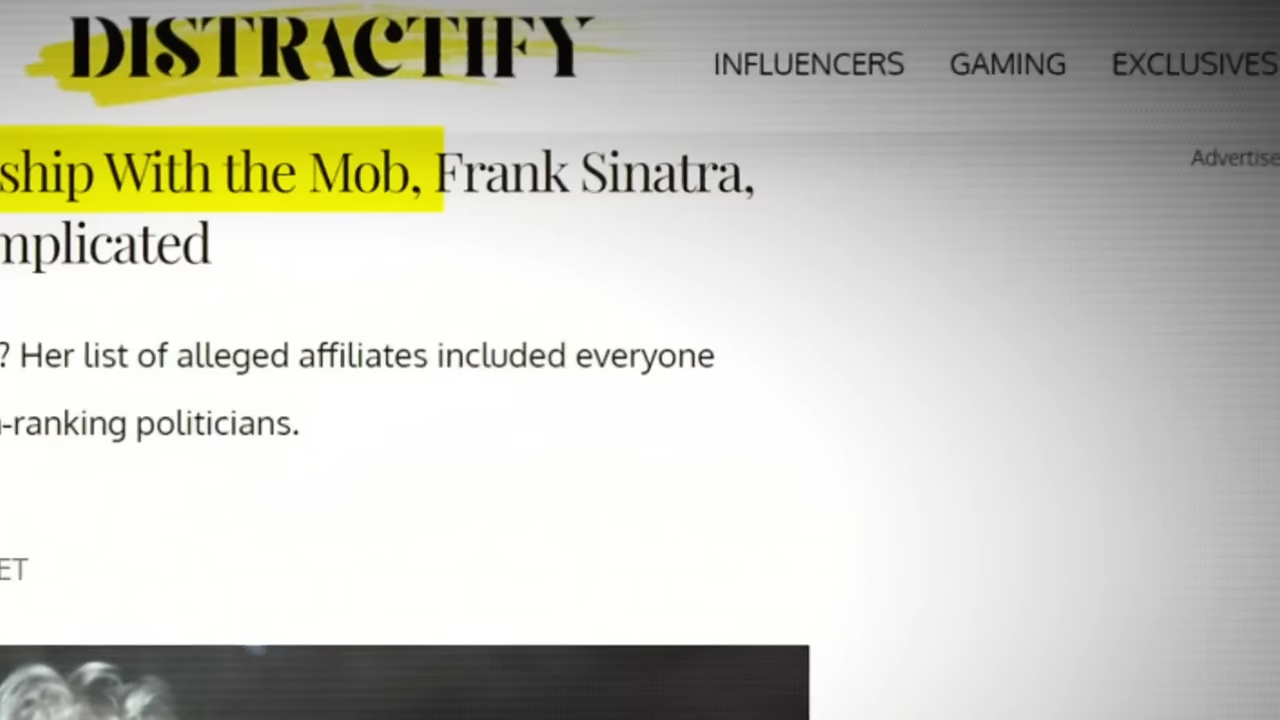 DISTRACTIFY
INFLUENCERS GAMING EXCLUSIVES
Advertise
ship With the Mob, Frank Sinatra,
mplicated
? Her list of alleged affiliates included everyone
-ranking politicians.
ET